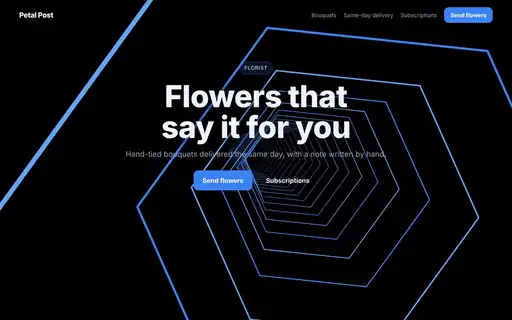 Petal Post
Bouquets
Same-day delivery
Subscriptions
Send flowers
FLORIST
Flowers that
say it for you
Hand-tied bouquets delivered the same day, with a note written by hand.
Send flowers
Subscriptions